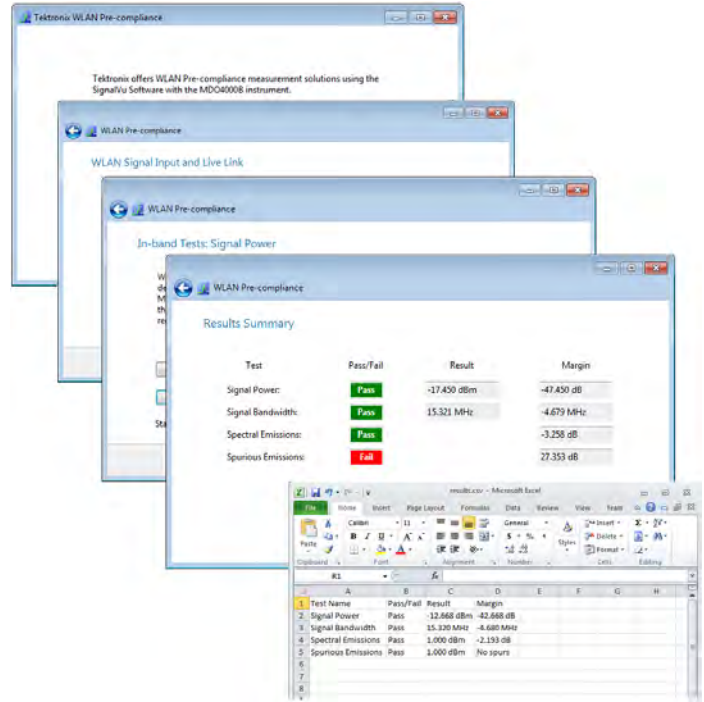 Tektronix WLAN Pre-compliance
Tektronix offers WLAN Pre-compliance measurement solutions using the
SignalVu Software with the MDO4000B instrument.
WLAN Pre-compliance
WLAN Signal Input and Live Link
WLAN Pre-compliance
In-band Tests: Signal Power
WLAN Pre-compliance
Results Summary
Test Pass/Fail Result Margin
Signal Power: Pass -17.450 dBm -47.450 dB
Signal Bandwidth: Pass 15.321 MHz -4.679 MHz
Spectral Emissions: Pass -3.258 dB
Spurious Emissions: Fail 27.353 dB
results.csv - Microsoft Excel
File Home Insert Page Layout Formulas Data Review View Team
Calibri 11 General Insert
Paste B I U $ % Styles Delete
Format
Clipboard Font Alignment Number Cells Editing
R1 fx
A B C D E F G H
1 Test Name Pass/Fail Result Margin
2 Signal Power Pass -12.668 dBm -42.668 dB
3 Signal Bandwidth Pass 15.320 MHz -4.680 MHz
4 Spectral Emissions Pass 1.000 dBm -2.193 dB
5 Spurious Emissions Pass 1.000 dBm No spurs
6
7
8